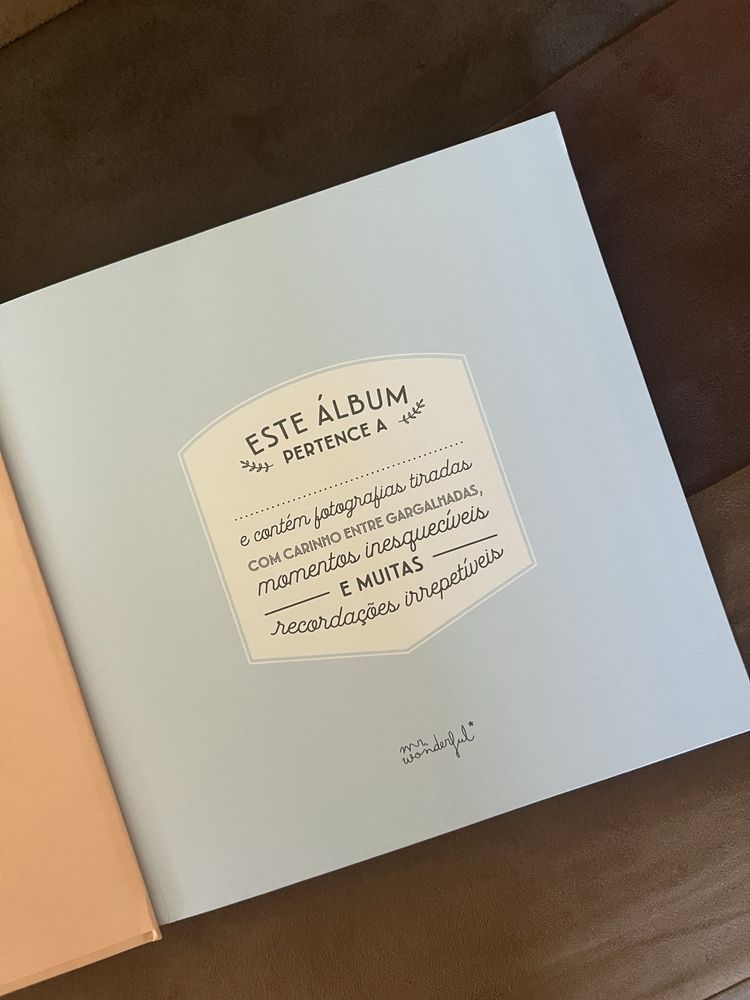 ESTE ÁLBUM
PERTENCE A
e contém fotografias tiradas
COM CARINHO ENTRE GARGALHADAS,
momentos inesquecíveis
E MUITAS
recordações irrepetíveis
mr.
wonderful*